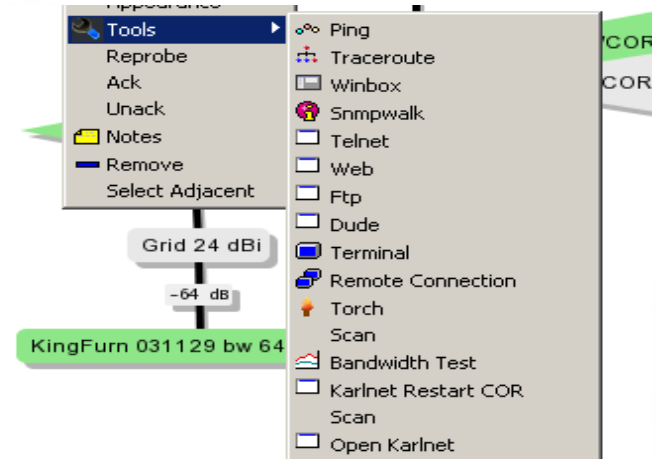 Appearance
Tools
Reprobe
Ack
Unack
Notes
Remove
Select Adjacent
Ping
Traceroute
Winbox
Snmpwalk
Telnet
Web
Ftp
Dude
Terminal
Remote Connection
Torch
Scan
Bandwidth Test
Karlnet Restart COR
Scan
Open Karlnet
/COR
COR
Grid 24 dBi
-64 dB
KingFurn 031129 bw 64